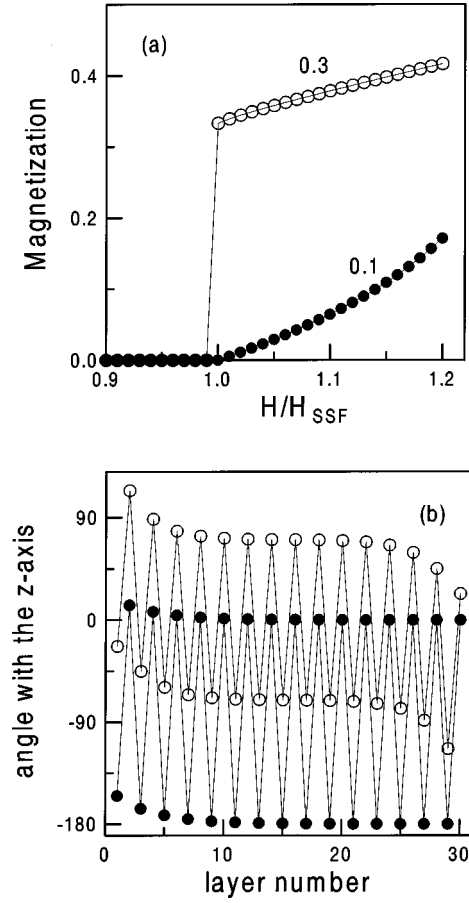 (a)
0.3
0.4
Magnetization
0.2
0.1
0.0
0.9 1.0 1.1 1.2
H/H_SSF
(b)
90
0
-90
-180
angle with the z-axis
0 10 20 30
layer number